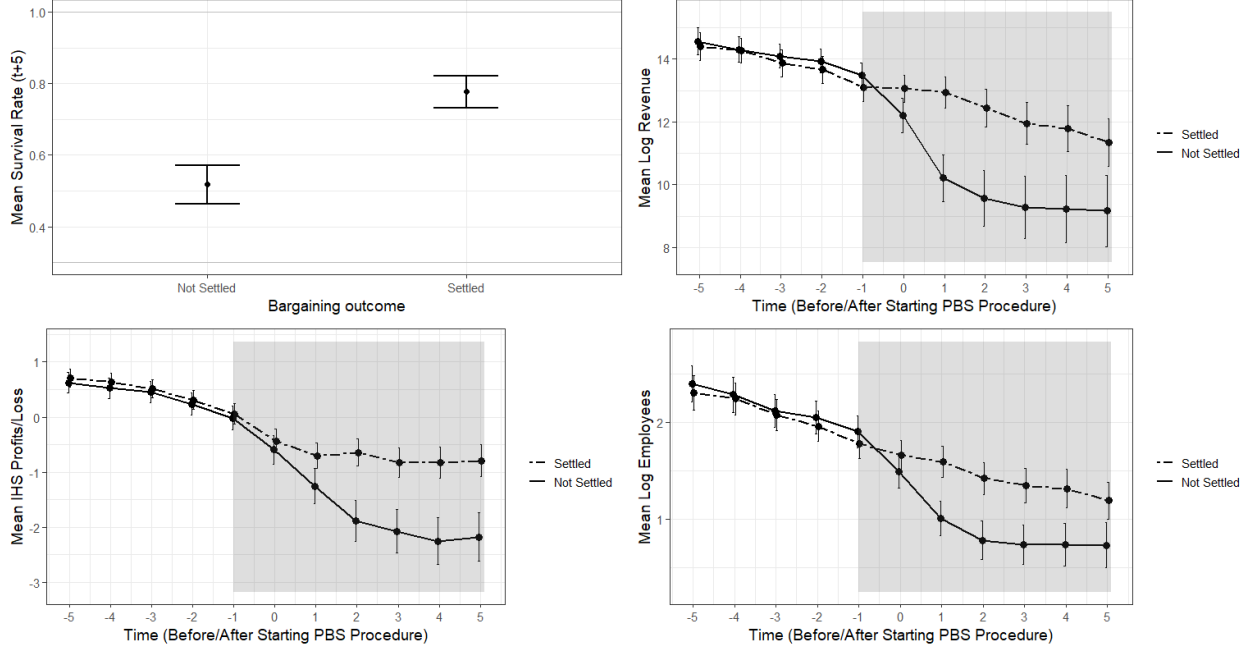 Mean Survival Rate (t+5)
1.0
0.8
0.6
0.4
Not Settled
Settled
Bargaining outcome
Mean Log Revenue
14
12
10
8
-5 -4 -3 -2 -1 0 1 2 3 4 5
Time (Before/After Starting PBS Procedure)
Settled
Not Settled
Mean IHS Profits/Loss
1
0
-1
-2
-3
-5 -4 -3 -2 -1 0 1 2 3 4 5
Time (Before/After Starting PBS Procedure)
Settled
Not Settled
Mean Log Employees
2
1
-5 -4 -3 -2 -1 0 1 2 3 4 5
Time (Before/After Starting PBS Procedure)
Settled
Not Settled